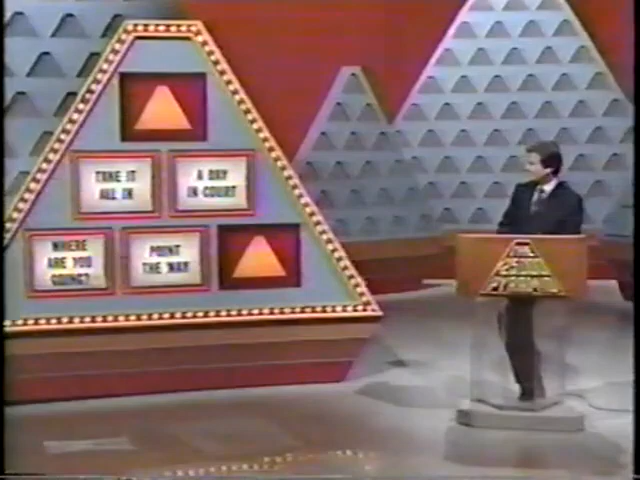 TAKE IT
ALL IN
A DAY
IN COURT
WHERE
ARE YOU
GOING?
POINT
THE WAY